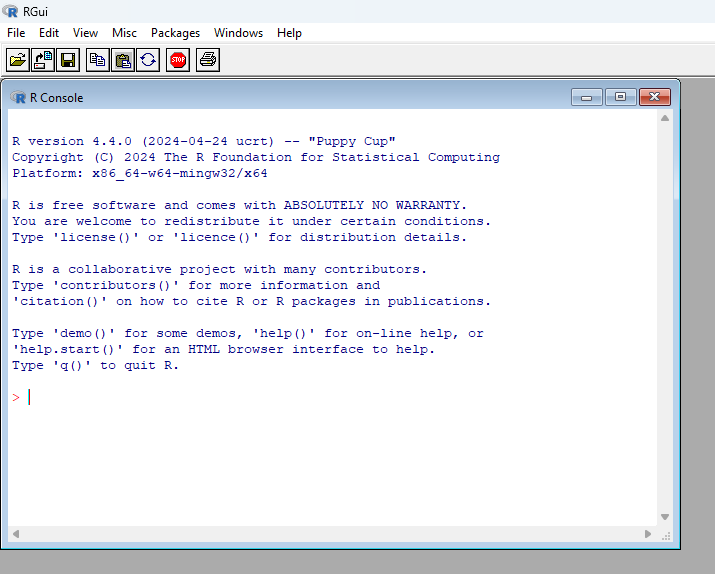 RGui
File Edit View Misc Packages Windows Help
STOP
R Console
R version 4.4.0 (2024-04-24 ucrt) -- "Puppy Cup"
Copyright (C) 2024 The R Foundation for Statistical Computing
Platform: x86_64-w64-mingw32/x64
R is free software and comes with ABSOLUTELY NO WARRANTY.
You are welcome to redistribute it under certain conditions.
Type 'license()' or 'licence()' for distribution details.
R is a collaborative project with many contributors.
Type 'contributors()' for more information and
'citation()' on how to cite R or R packages in publications.
Type 'demo()' for some demos, 'help()' for on-line help, or
'help.start()' for an HTML browser interface to help.
Type 'q()' to quit R.
>